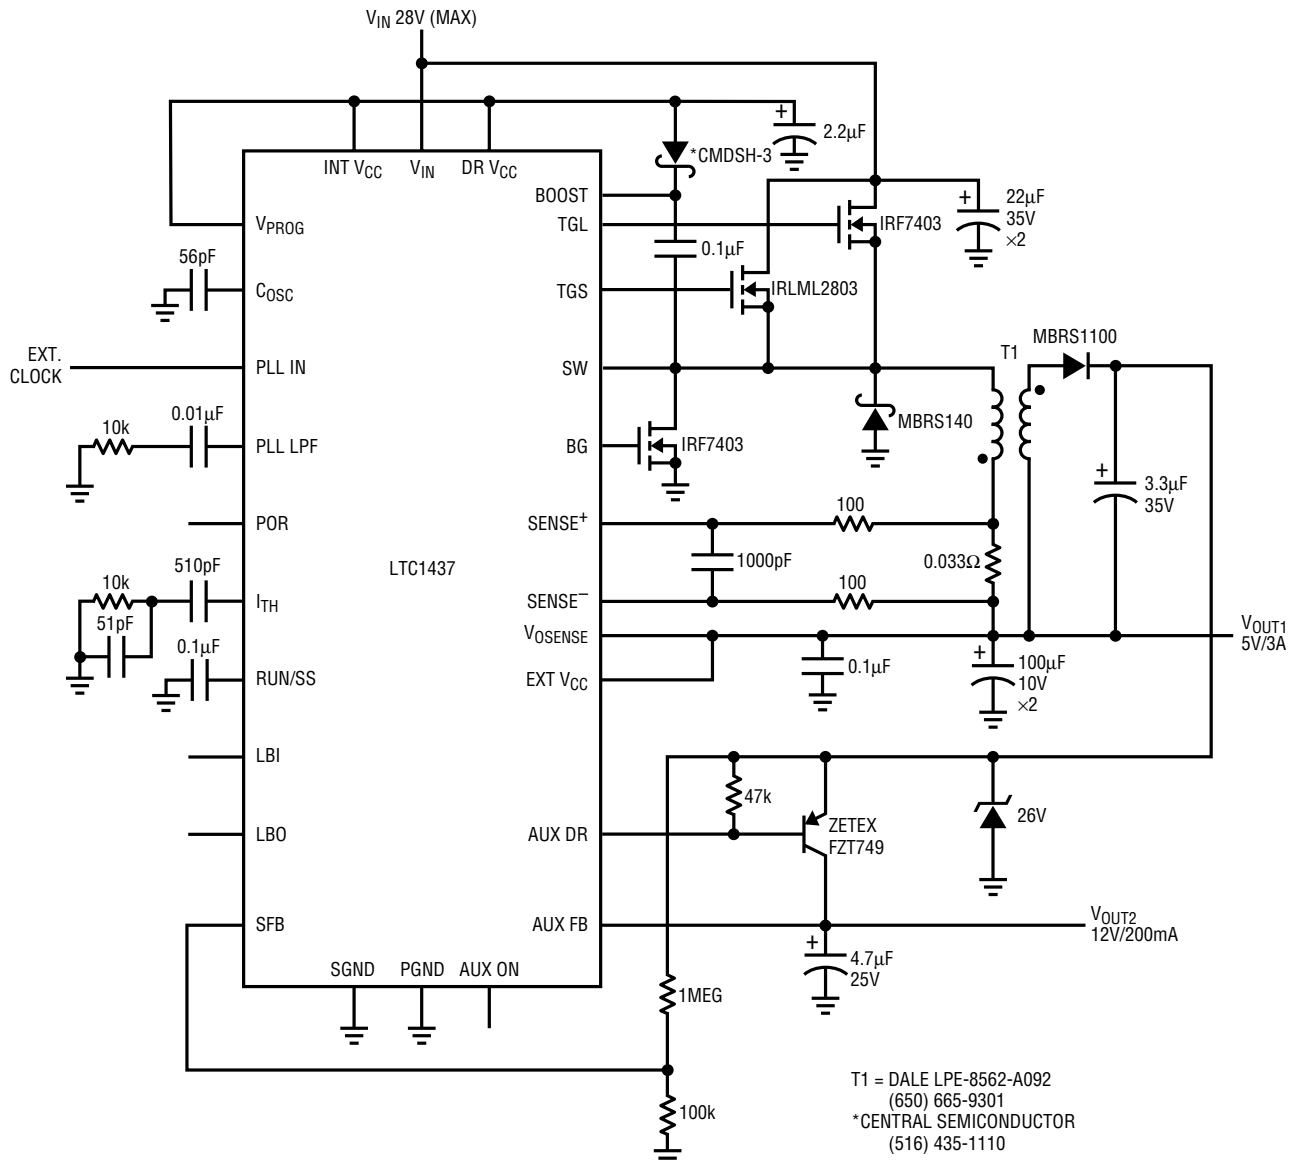 VIN 28V (MAX)
+
2.2µF
*CMDSH-3
INT VCC
VIN
DR VCC
BOOST
VPROG
TGL
IRF7403
+
22µF
35V
×2
56pF
0.1µF
COSC
TGS
IRLML2803
EXT.
CLOCK
PLL IN
SW
T1
MBRS1100
MBRS140
10k
0.01µF
PLL LPF
BG
IRF7403
+
3.3µF
35V
POR
SENSE+
100
LTC1437
1000pF
0.033Ω
10k
510pF
ITH
SENSE–
100
51pF
VOSENSE
VOUT1
5V/3A
0.1µF
RUN/SS
EXT VCC
0.1µF
+
100µF
10V
×2
LBI
47k
26V
LBO
AUX DR
ZETEX
FZT749
SFB
AUX FB
VOUT2
12V/200mA
+
4.7µF
25V
SGND
PGND
AUX ON
1MEG
100k
T1 = DALE LPE-8562-A092
(650) 665-9301
*CENTRAL SEMICONDUCTOR
(516) 435-1110